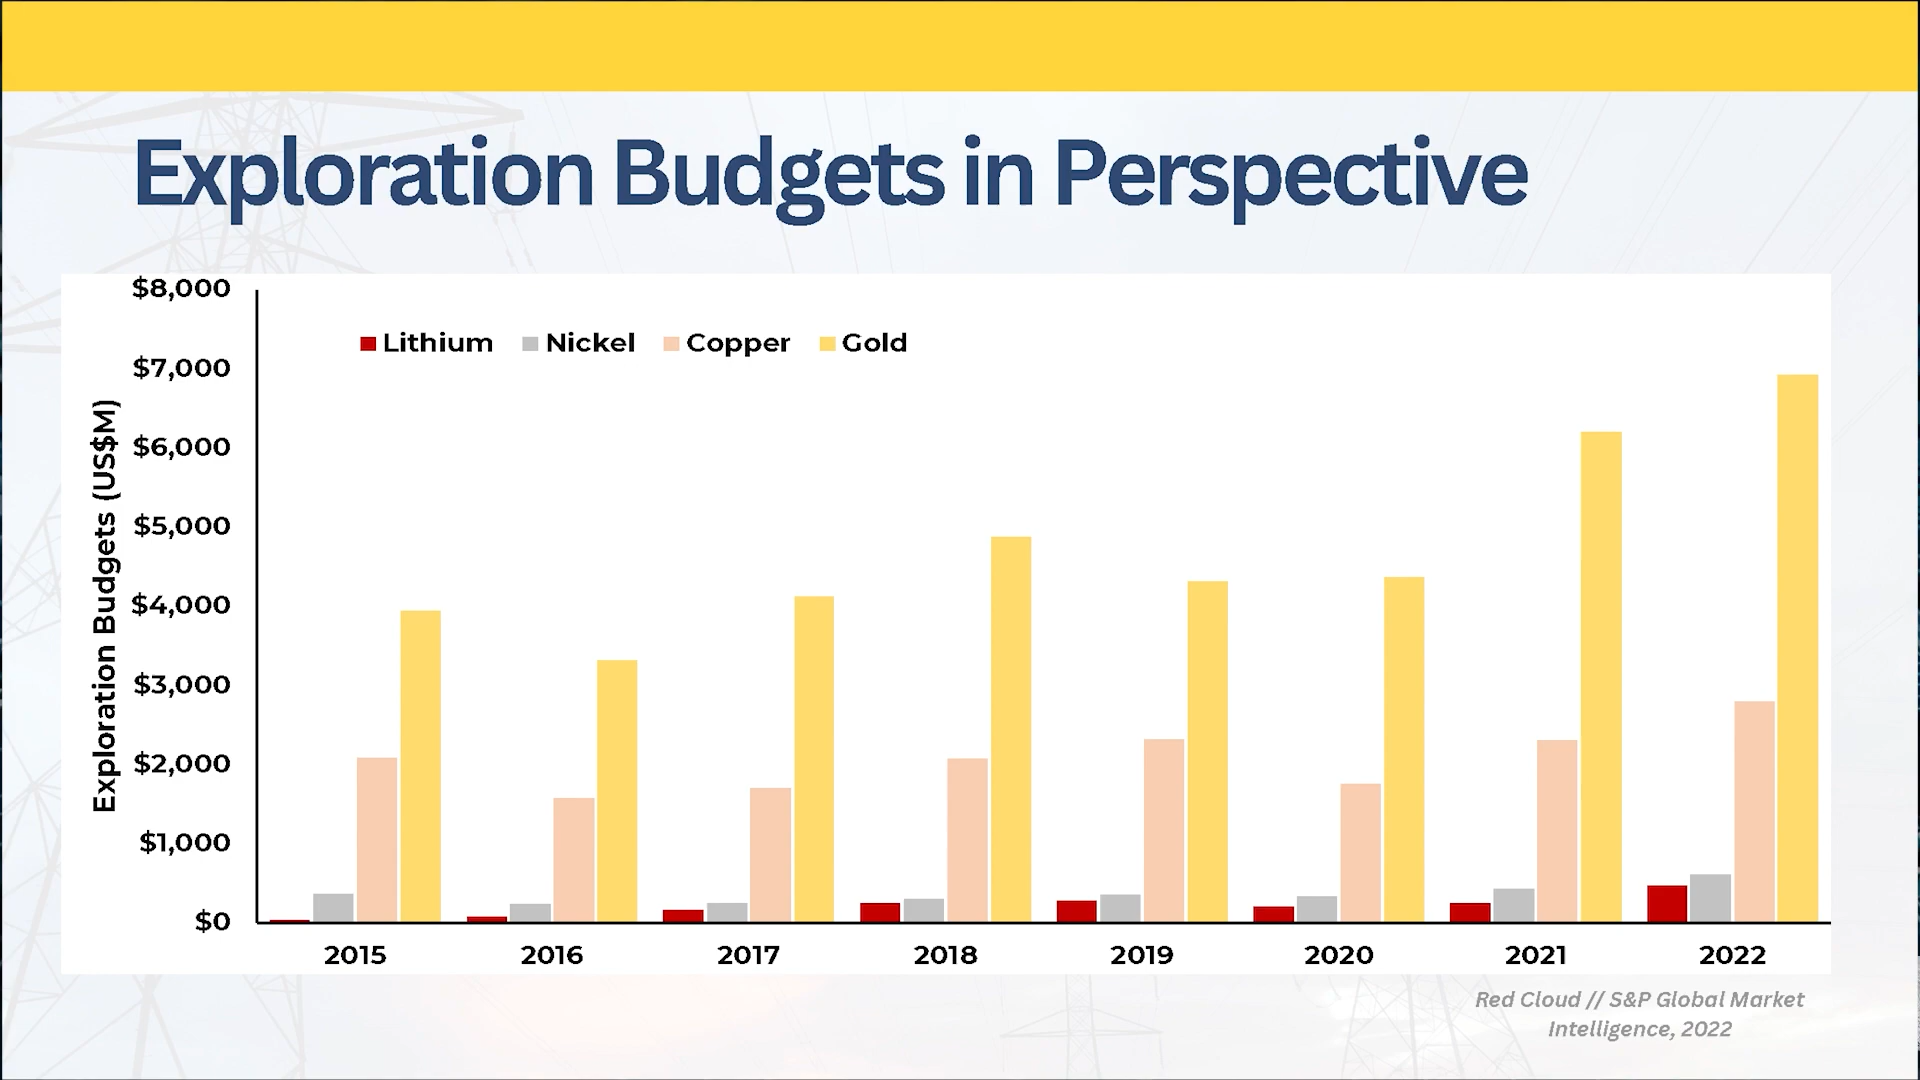 Exploration Budgets in Perspective
$8,000
$7,000
$6,000
$5,000
$4,000
$3,000
$2,000
$1,000
$0
Exploration Budgets (US$M)
Lithium Nickel Copper Gold
2015 2016 2017 2018 2019 2020 2021 2022
Red Cloud // S&P Global Market
Intelligence, 2022